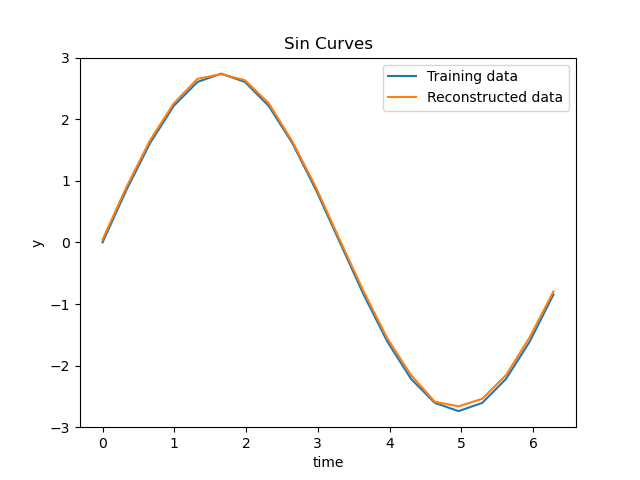 Sin Curves
Training data
Reconstructed data
3
2
1
0
−1
−2
−3
y
0 1 2 3 4 5 6
time